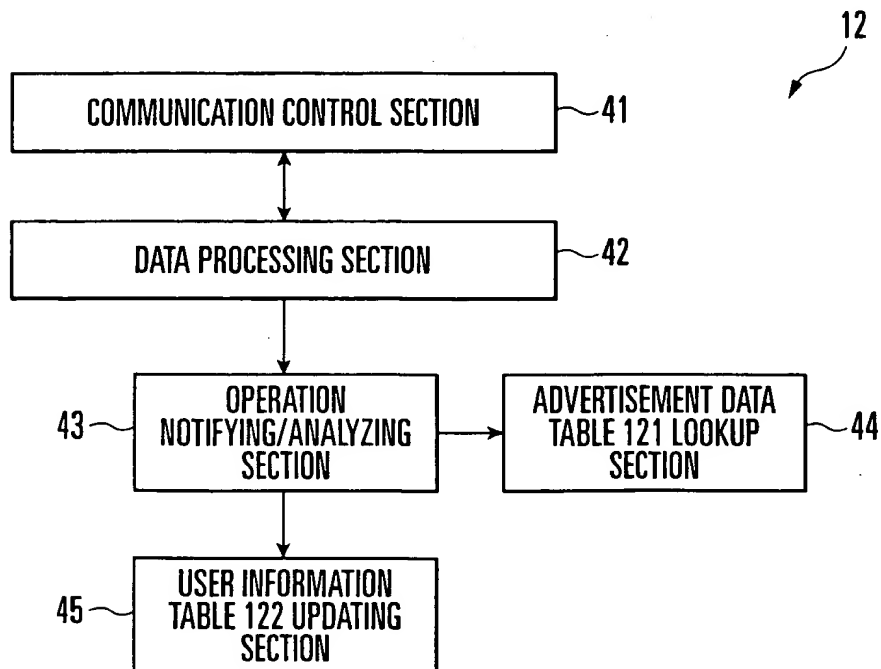 12
COMMUNICATION CONTROL SECTION
41
DATA PROCESSING SECTION
42
43
OPERATION
NOTIFYING/ANALYZING
SECTION
ADVERTISEMENT DATA
TABLE 121 LOOKUP
SECTION
44
45
USER INFORMATION
TABLE 122 UPDATING
SECTION